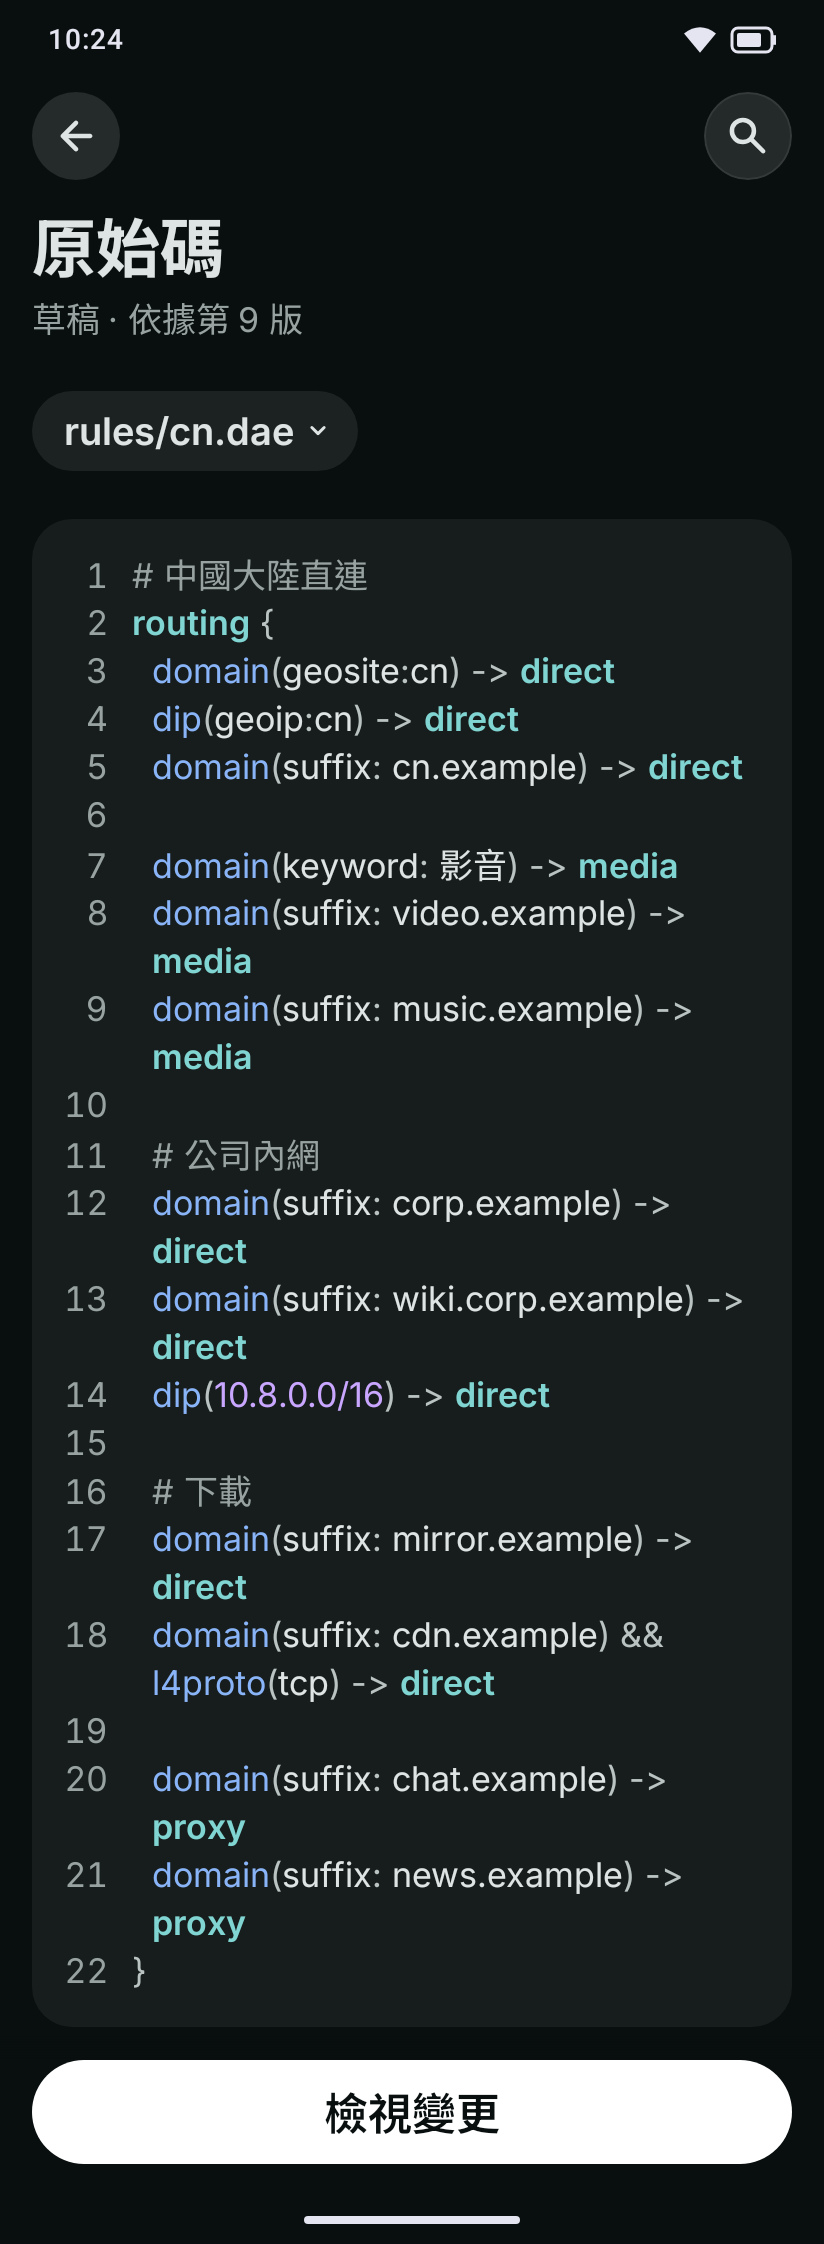 10:24
原始碼
草稿 · 依據第 9 版
rules/cn.dae
1 # 中國大陸直連
2 routing {
3 domain(geosite:cn) -> direct
4 dip(geoip:cn) -> direct
5 domain(suffix: cn.example) -> direct
6
7 domain(keyword: 影音) -> media
8 domain(suffix: video.example) ->
media
9 domain(suffix: music.example) ->
media
10
11 # 公司內網
12 domain(suffix: corp.example) ->
direct
13 domain(suffix: wiki.corp.example) ->
direct
14 dip(10.8.0.0/16) -> direct
15
16 # 下載
17 domain(suffix: mirror.example) ->
direct
18 domain(suffix: cdn.example) &&
l4proto(tcp) -> direct
19
20 domain(suffix: chat.example) ->
proxy
21 domain(suffix: news.example) ->
proxy
22 }
檢視變更